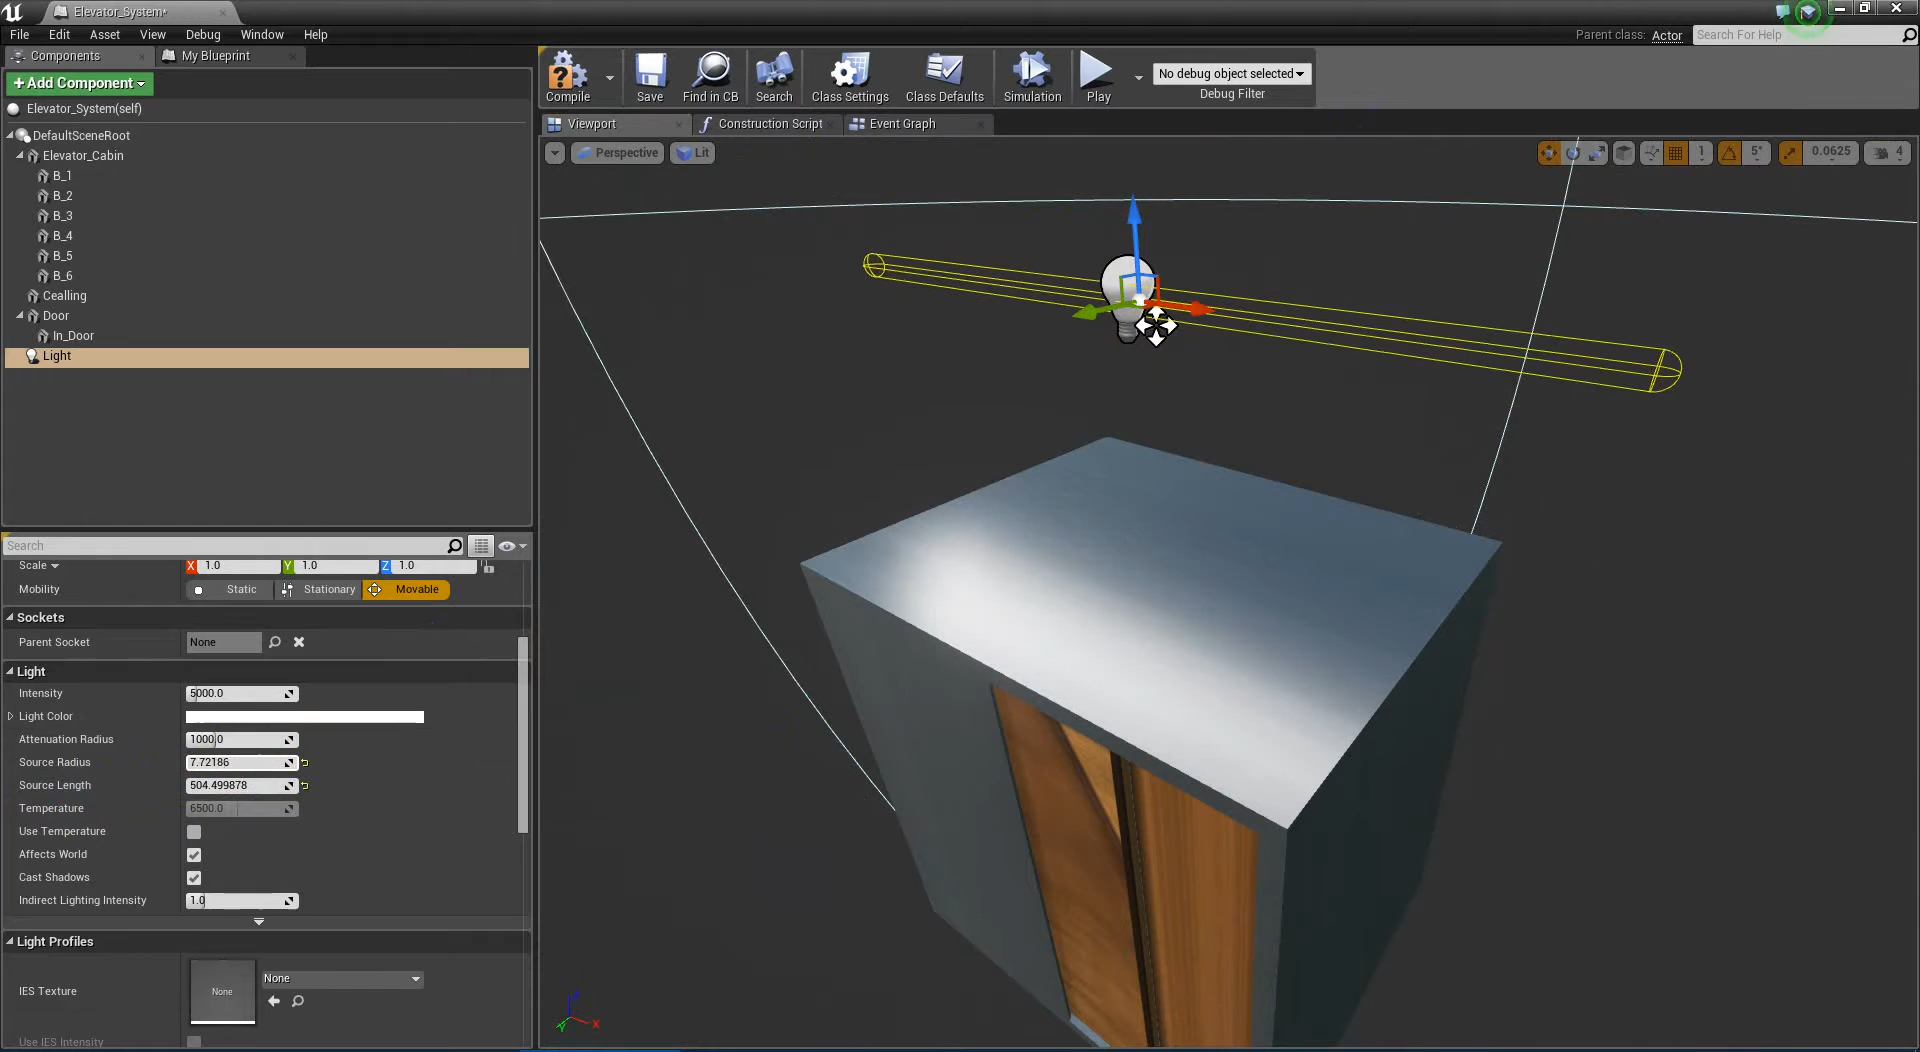 Elevator_System*
File Edit Asset View Debug Window Help
Parent class: Actor
Search For Help
Components
My Blueprint
+Add Component
Elevator_System(self)
DefaultSceneRoot
Elevator_Cabin
B_1
B_2
B_3
B_4
B_5
B_6
Cealling
Door
In_Door
Light
Compile
Save
Find in CB
Search
Class Settings
Class Defaults
Simulation
Play
No debug object selected
Debug Filter
Viewport
Construction Script
Event Graph
Perspective
Lit
1
5°
0.0625
4
Search
Scale X 1.0 Y 1.0 Z 1.0
Mobility Static Stationary Movable
Sockets
Parent Socket None
Light
Intensity 5000.0
Light Color
Attenuation Radius 1000.0
Source Radius 7.72186
Source Length 504.499878
Temperature 6500.0
Use Temperature
Affects World
Cast Shadows
Indirect Lighting Intensity 1.0
Light Profiles
IES Texture None None
Use IES Intensity
Z
Y X